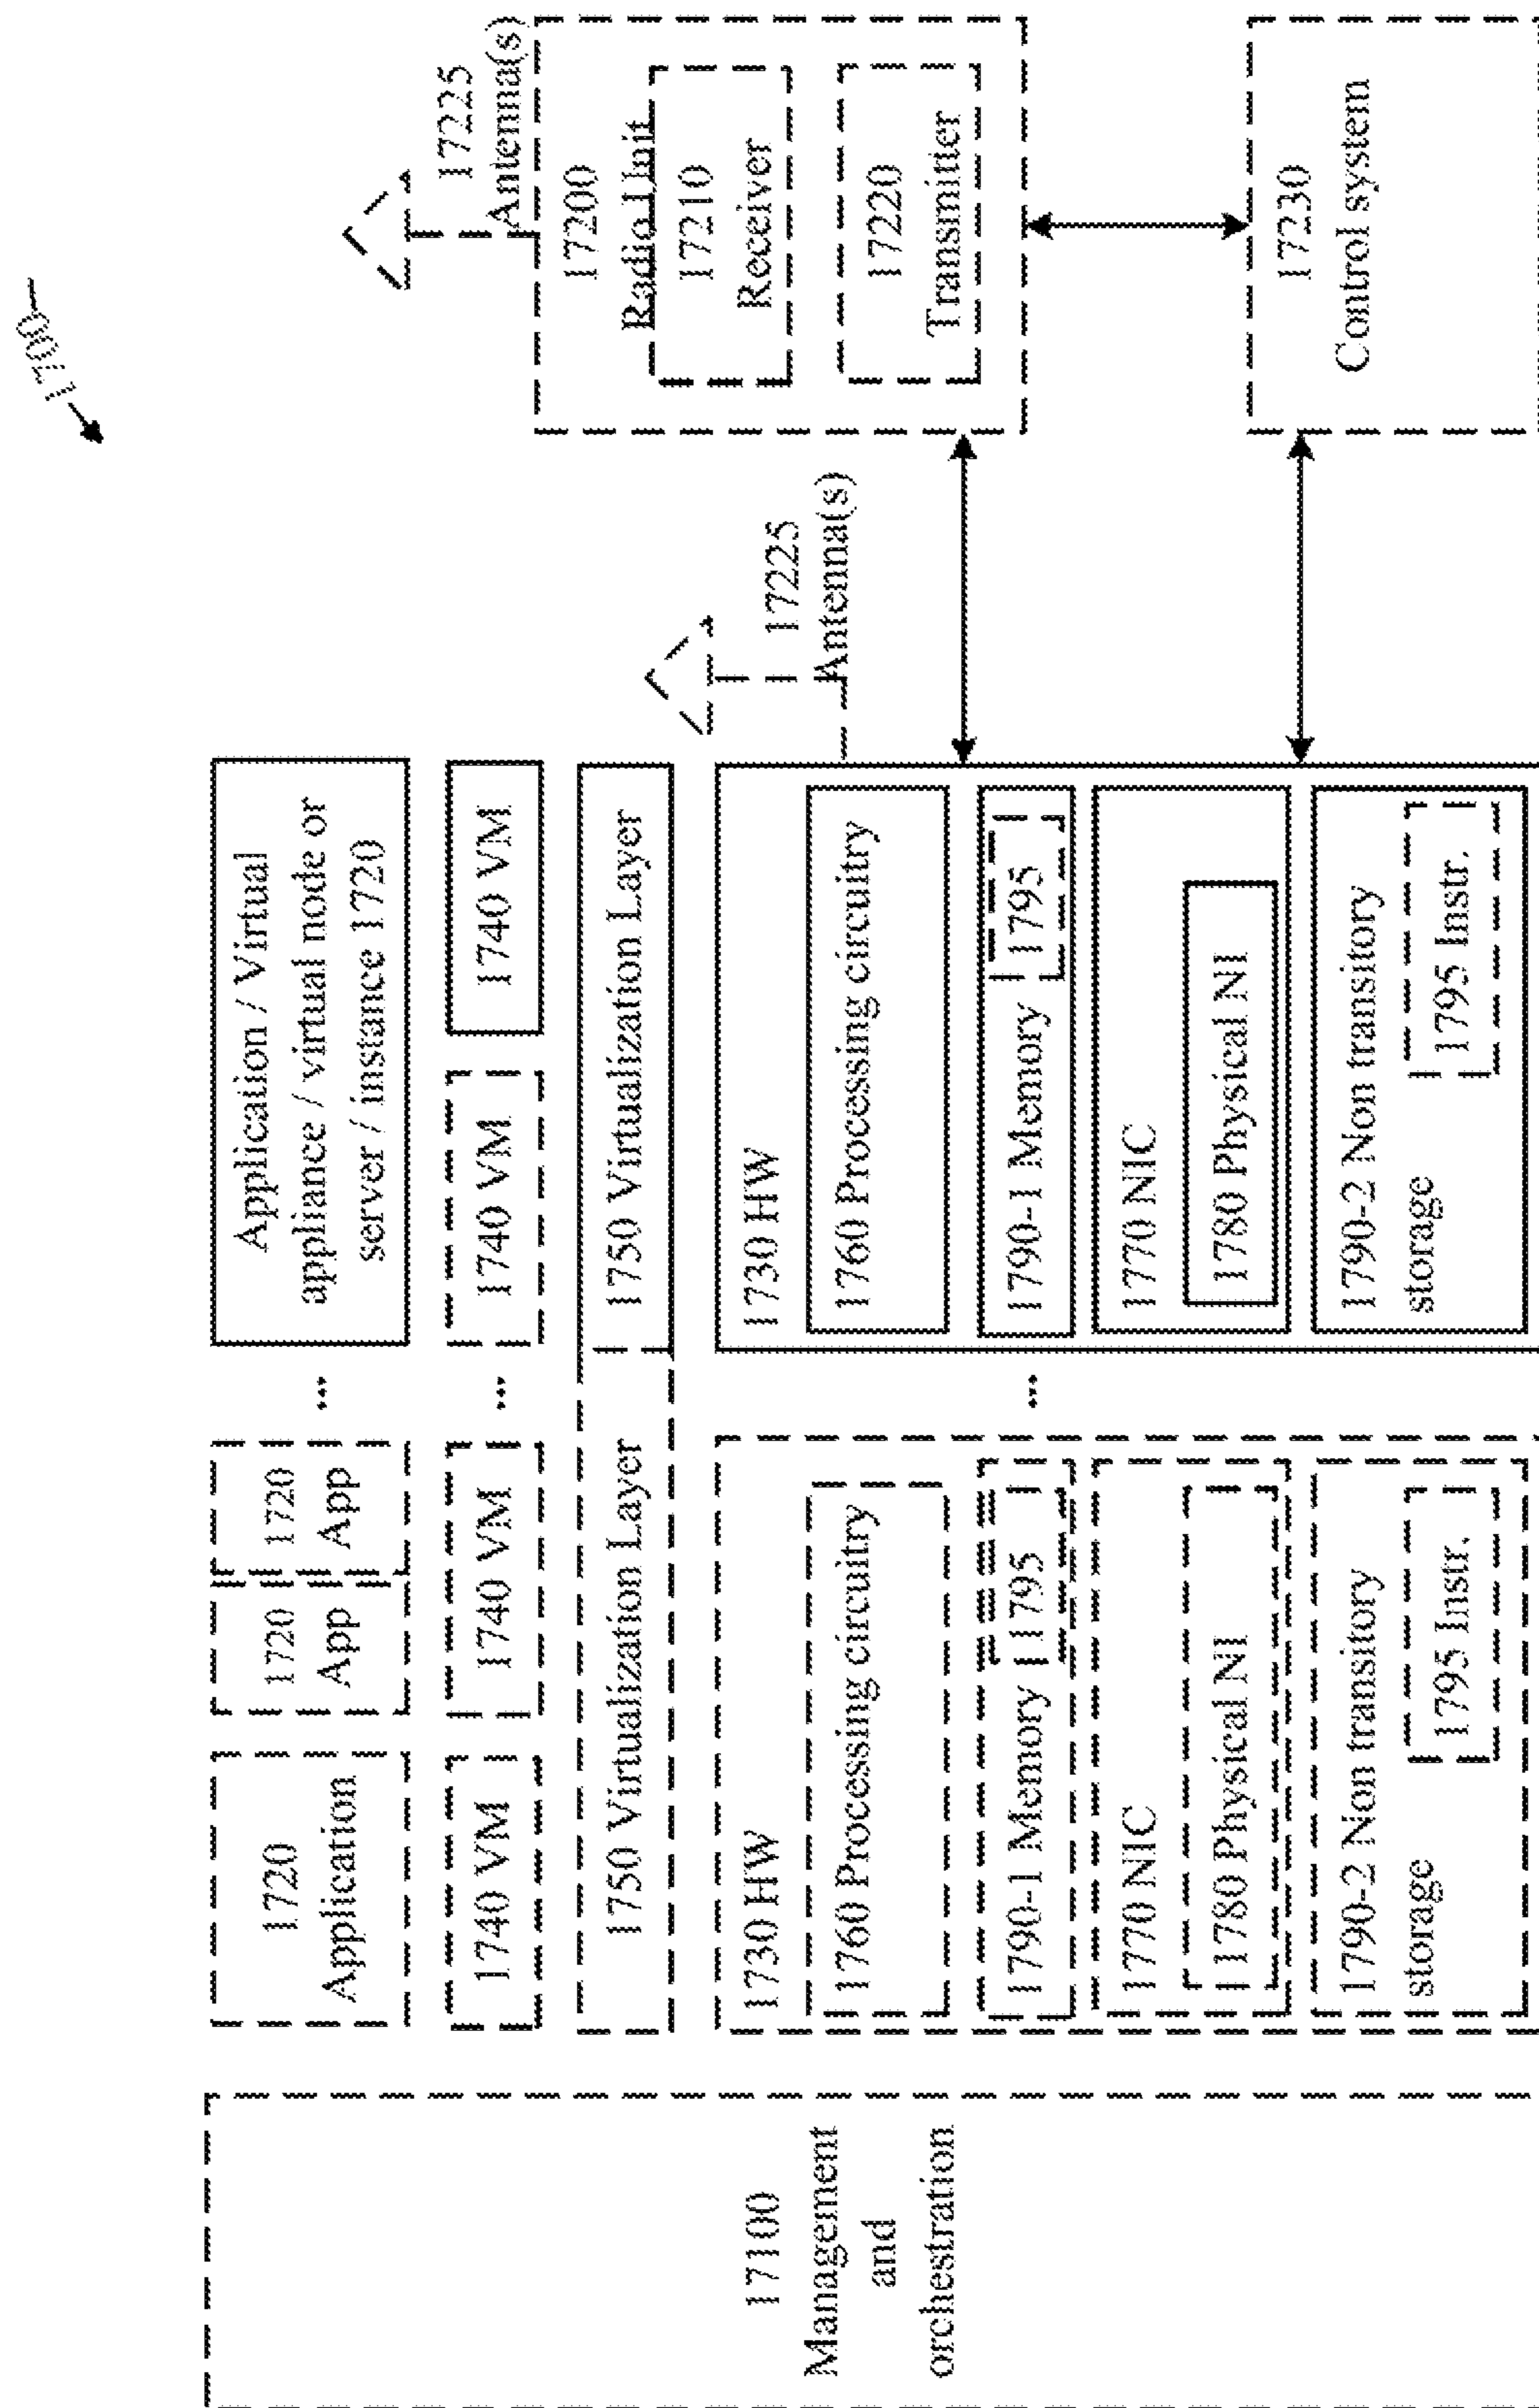 1700
17100
Management
and
orchestration
1720
Application
1720
App
1720
App
...
Application / Virtual
appliance / virtual node or
server / instance 1720
1740 VM
1740 VM
...
1740 VM
1740 VM
1750 Virtualization Layer
1750 Virtualization Layer
1730 HW
1760 Processing circuitry
1790-1 Memory
1795
1770 NIC
1780 Physical NI
1790-2 Non transitory
storage
1795 Instr.
...
1730 HW
1760 Processing circuitry
1790-1 Memory
1795
1770 NIC
1780 Physical NI
1790-2 Non transitory
storage
1795 Instr.
17225
Antenna(s)
17225
Antenna(s)
17200
Radio Unit
17210
Receiver
17220
Transmitter
17230
Control system